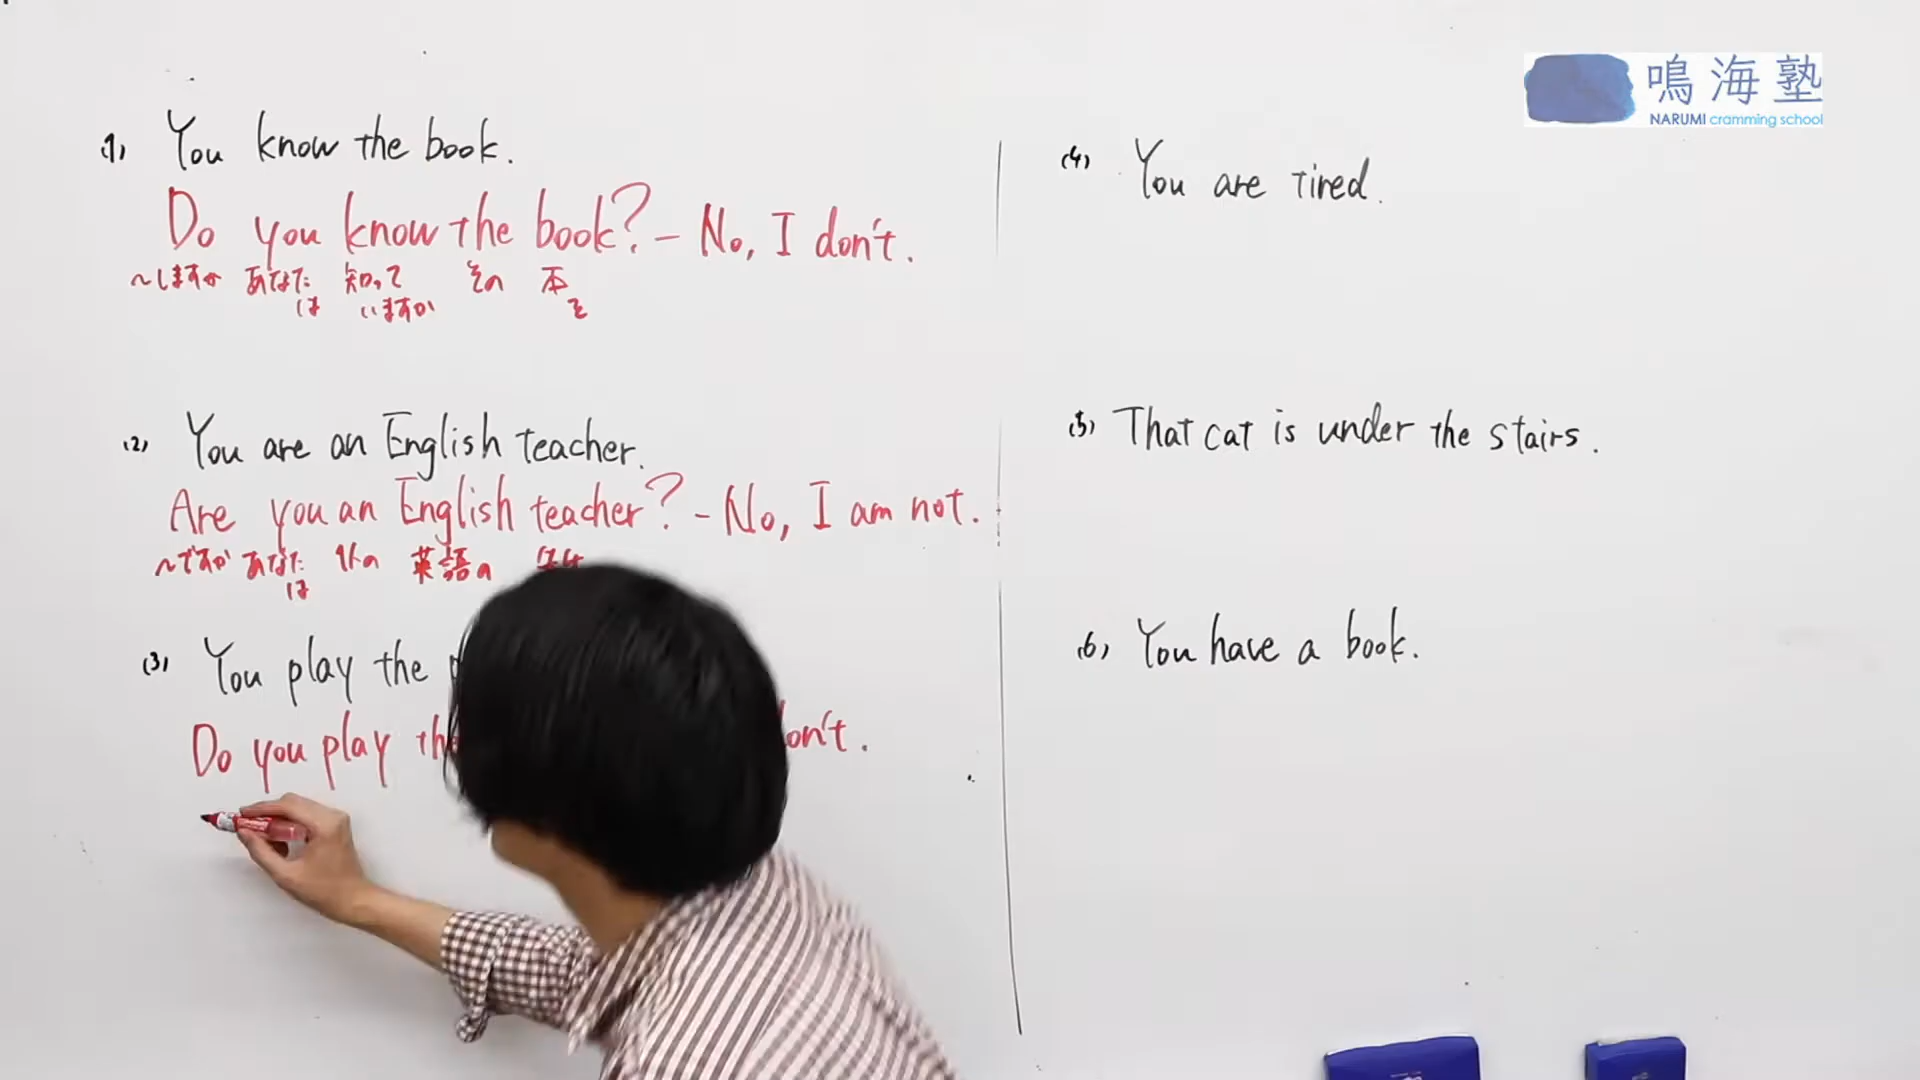 鳴海塾
NARUMI cramming school
(1) You know the book.
Do you know the book? - No, I don't.
~しますか あなた 知って その 本
は いますか を
(2) You are an English teacher.
Are you an English teacher? - No, I am not.
~ですか あなた 1人の 英語の
は
(3) You play the
Do you play the
(4) You are tired.
(5) That cat is under the stairs.
(6) You have a book.